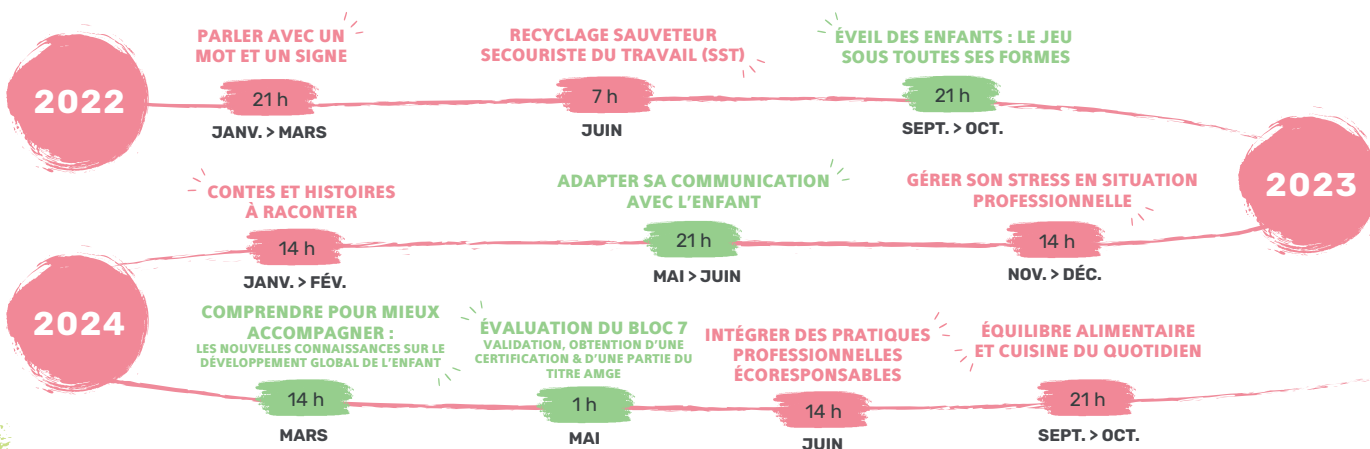 2022
PARLER AVEC UN
MOT ET UN SIGNE
21 h
JANV. > MARS
RECYCLAGE SAUVETEUR
SECOURISTE DU TRAVAIL (SST)
7 h
JUIN
ÉVEIL DES ENFANTS : LE JEU
SOUS TOUTES SES FORMES
21 h
SEPT. > OCT.
2023
CONTES ET HISTOIRES
À RACONTER
14 h
JANV. > FÉV.
ADAPTER SA COMMUNICATION
AVEC L'ENFANT
21 h
MAI > JUIN
GÉRER SON STRESS EN SITUATION
PROFESSIONNELLE
14 h
NOV. > DÉC.
2024
COMPRENDRE POUR MIEUX
ACCOMPAGNER :
LES NOUVELLES CONNAISSANCES SUR LE
DÉVELOPPEMENT GLOBAL DE L'ENFANT
14 h
MARS
ÉVALUATION DU BLOC 7
VALIDATION, OBTENTION D'UNE
CERTIFICATION & D'UNE PARTIE DU
TITRE AMGE
1 h
MAI
INTÉGRER DES PRATIQUES
PROFESSIONNELLES
ÉCORESPONSABLES
14 h
JUIN
ÉQUILIBRE ALIMENTAIRE
ET CUISINE DU QUOTIDIEN
21 h
SEPT. > OCT.